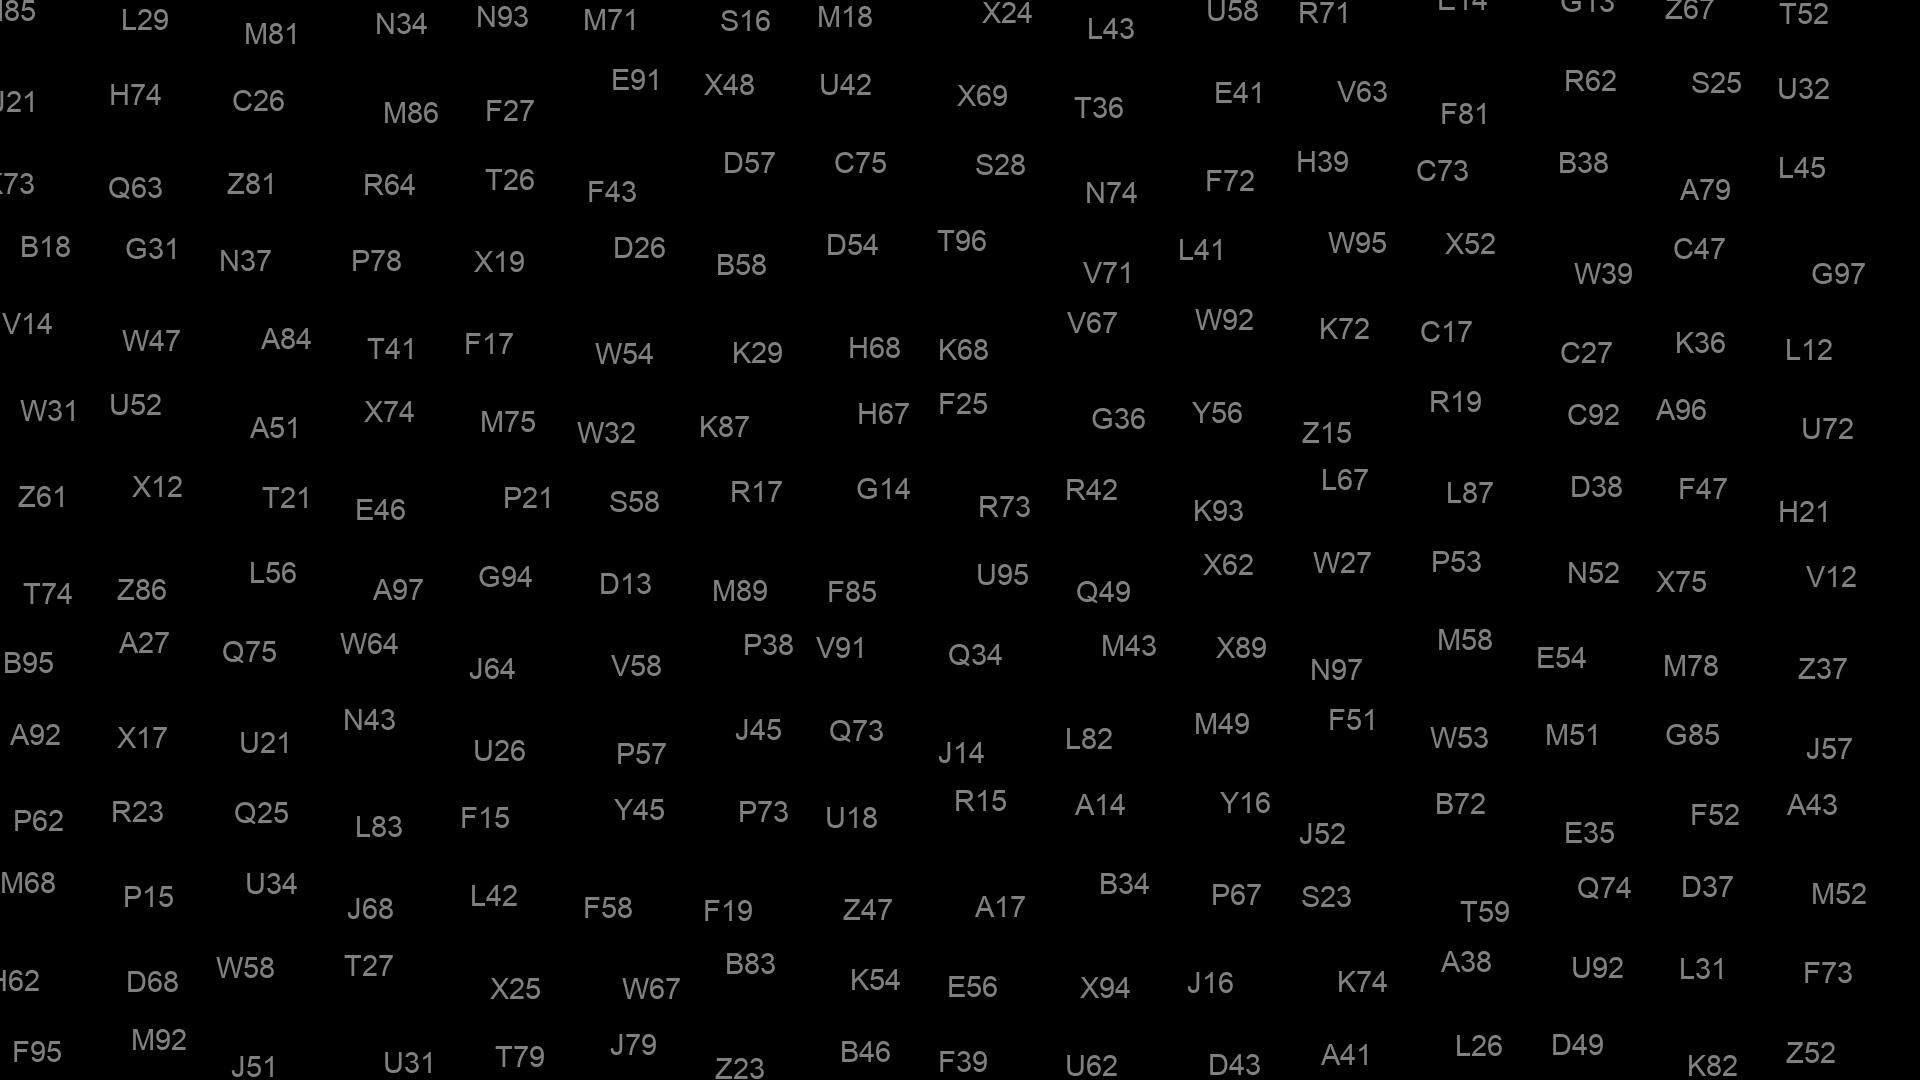 L29 M81 N34 N93 M71 S16 M18 X24 L43 U58 R71 E14 G13 Z67 T52
J21 H74 C26 M86 F27 E91 X48 U42 X69 T36 E41 V63 F81 R62 S25 U32
K73 Q63 Z81 R64 T26 F43 D57 C75 S28 N74 F72 H39 C73 B38 A79 L45
B18 G31 N37 P78 X19 D26 B58 D54 T96 V71 L41 W95 X52 W39 C47 G97
V14 W47 A84 T41 F17 W54 K29 H68 K68 V67 W92 K72 C17 C27 K36 L12
W31 U52 A51 X74 M75 W32 K87 H67 F25 G36 Y56 Z15 R19 C92 A96 U72
Z61 X12 T21 E46 P21 S58 R17 G14 R73 R42 K93 L67 L87 D38 F47 H21
T74 Z86 L56 A97 G94 D13 M89 F85 U95 Q49 X62 W27 P53 N52 X75 V12
B95 A27 Q75 W64 J64 V58 P38 V91 Q34 M43 X89 N97 M58 E54 M78 Z37
A92 X17 U21 N43 U26 P57 J45 Q73 J14 L82 M49 F51 W53 M51 G85 J57
P62 R23 Q25 L83 F15 Y45 P73 U18 R15 A14 Y16 J52 B72 E35 F52 A43
M68 P15 U34 J68 L42 F58 F19 Z47 A17 B34 P67 S23 T59 Q74 D37 M52
H62 D68 W58 T27 X25 W67 B83 K54 E56 X94 J16 K74 A38 U92 L31 F73
F95 M92 J51 U31 T79 J79 Z23 B46 F39 U62 D43 A41 L26 D49 K82 Z52